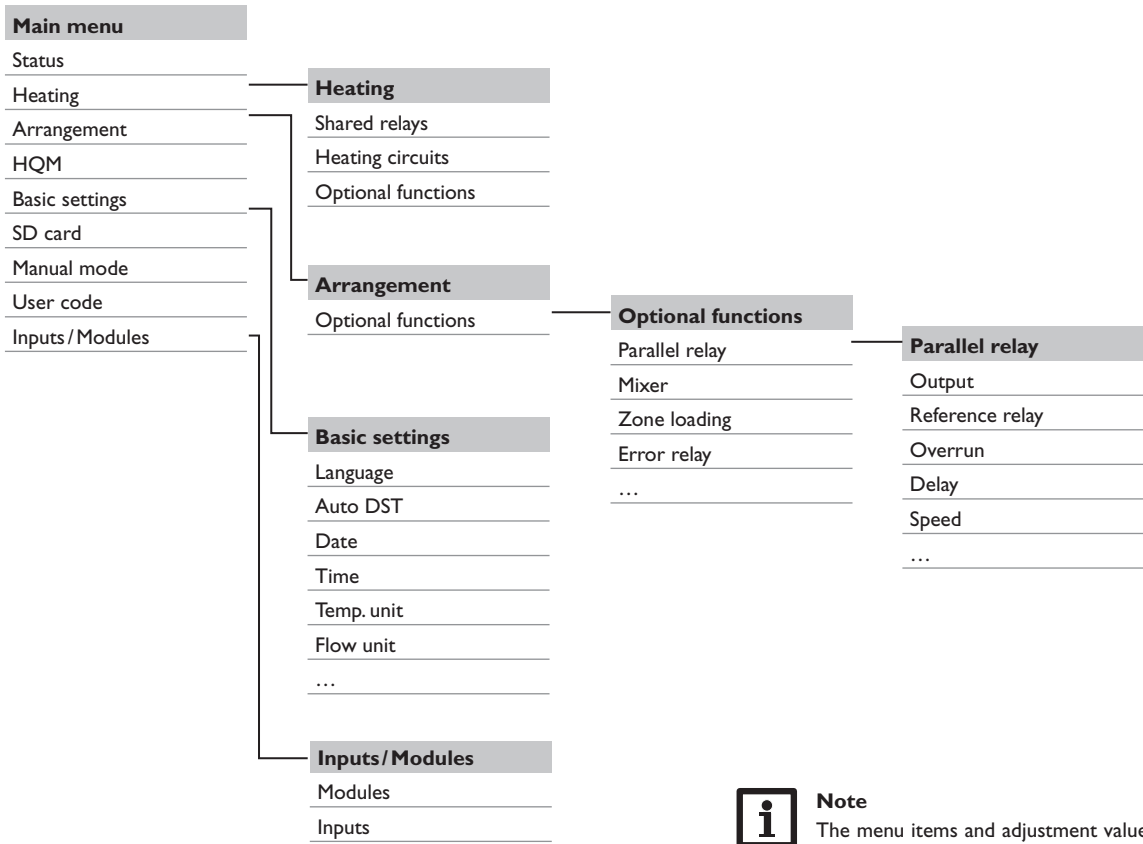 Main menu
Status
Heating
Arrangement
HQM
Basic settings
SD card
Manual mode
User code
Inputs / Modules
Heating
Shared relays
Heating circuits
Optional functions
Arrangement
Optional functions
Basic settings
Language
Auto DST
Date
Time
Temp. unit
Flow unit
…
Inputs / Modules
Modules
Inputs
Optional functions
Parallel relay
Mixer
Zone loading
Error relay
…
Parallel relay
Output
Reference relay
Overrun
Delay
Speed
…
i
Note
The menu items and adjustment value